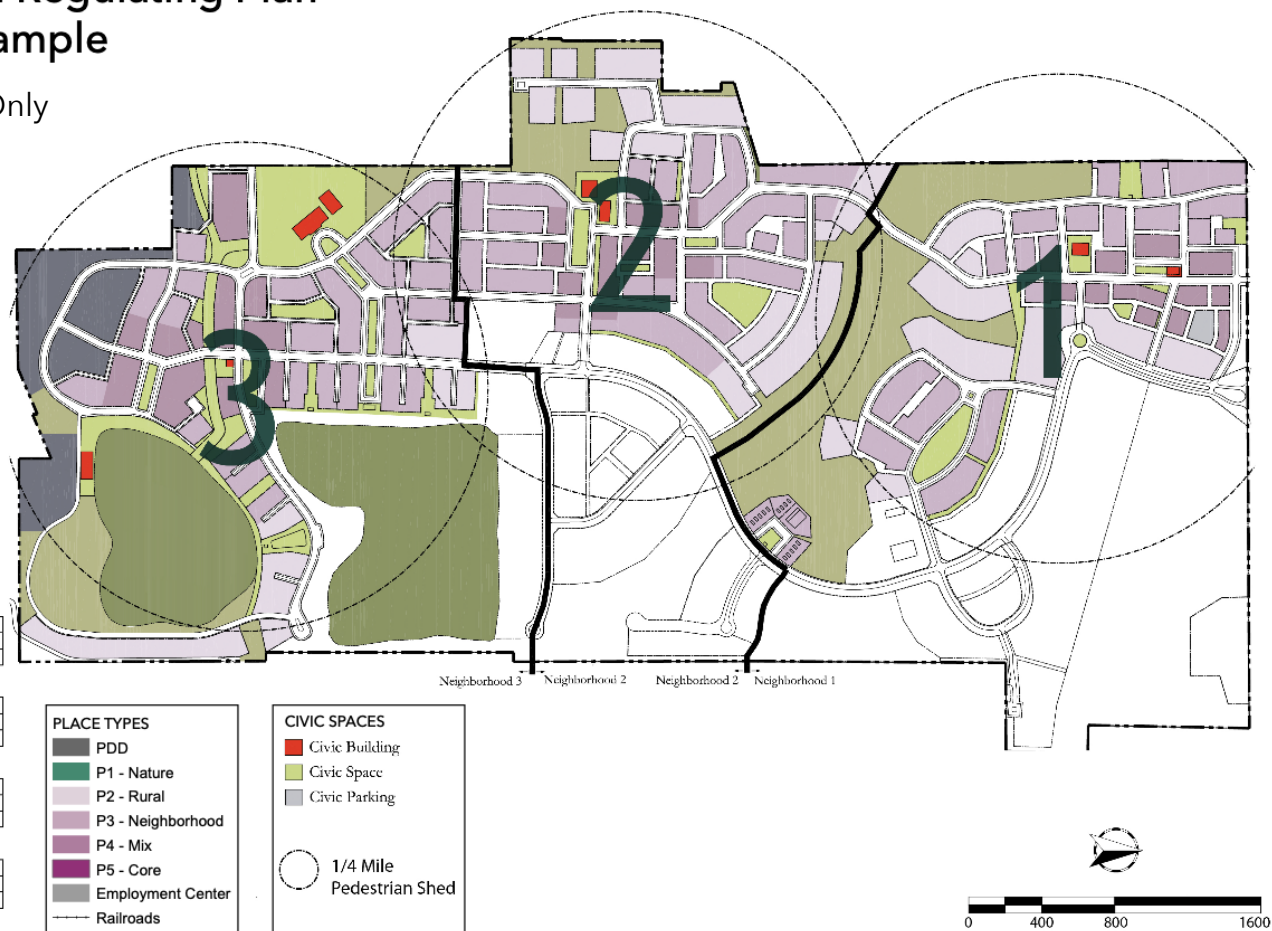 Regulating Plan
ample
Only
2
1
3
Neighborhood 3
Neighborhood 2
Neighborhood 2
Neighborhood 1
PLACE TYPES
PDD
P1 - Nature
P2 - Rural
P3 - Neighborhood
P4 - Mix
P5 - Core
Employment Center
Railroads
CIVIC SPACES
Civic Building
Civic Space
Civic Parking
1/4 Mile
Pedestrian Shed
0 400 800 1600